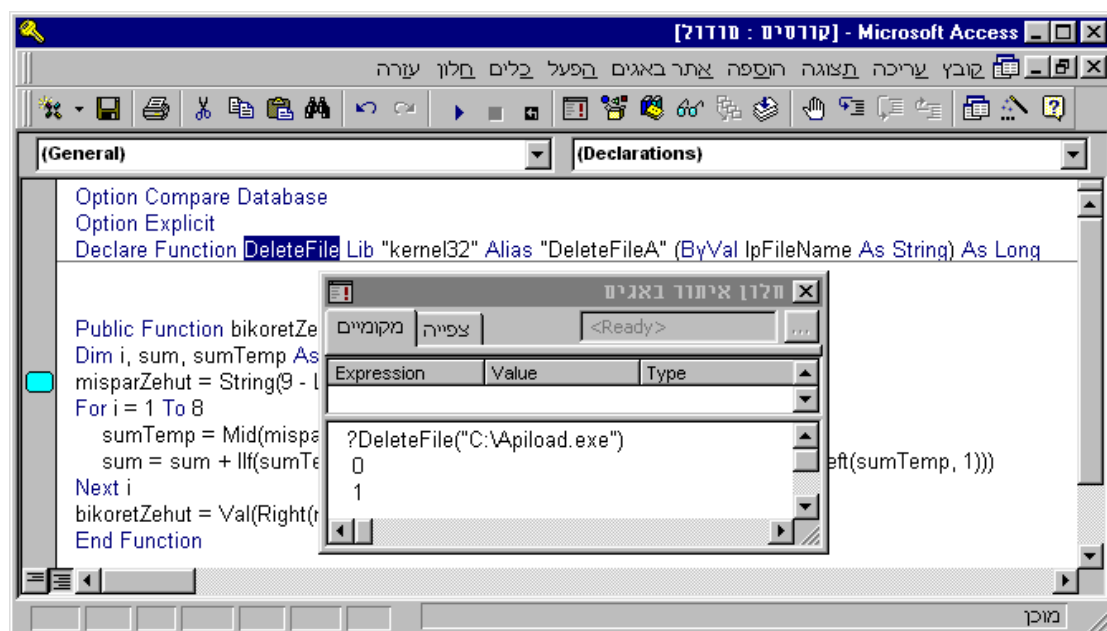 [קורסים : מודול] - Microsoft Access
קובץ עריכה תצוגה הוספה אתר באגים הפעל כלים חלון עזרה
(General) (Declarations)
Option Compare Database
Option Explicit
Declare Function DeleteFile Lib "kernel32" Alias "DeleteFileA" (ByVal lpFileName As String) As Long
חלון איתור באגים
מקומיים צפייה <Ready> ...
Expression Value Type
?DeleteFile("C:\Apiload.exe")
0
1
Public Function bikoretZe
Dim i, sum, sumTemp As
misparZehut = String(9 - L
For i = 1 To 8
sumTemp = Mid(mispa
sum = sum + IIf(sumTe eft(sumTemp, 1)))
Next i
bikoretZehut = Val(Right(
End Function
מוכן